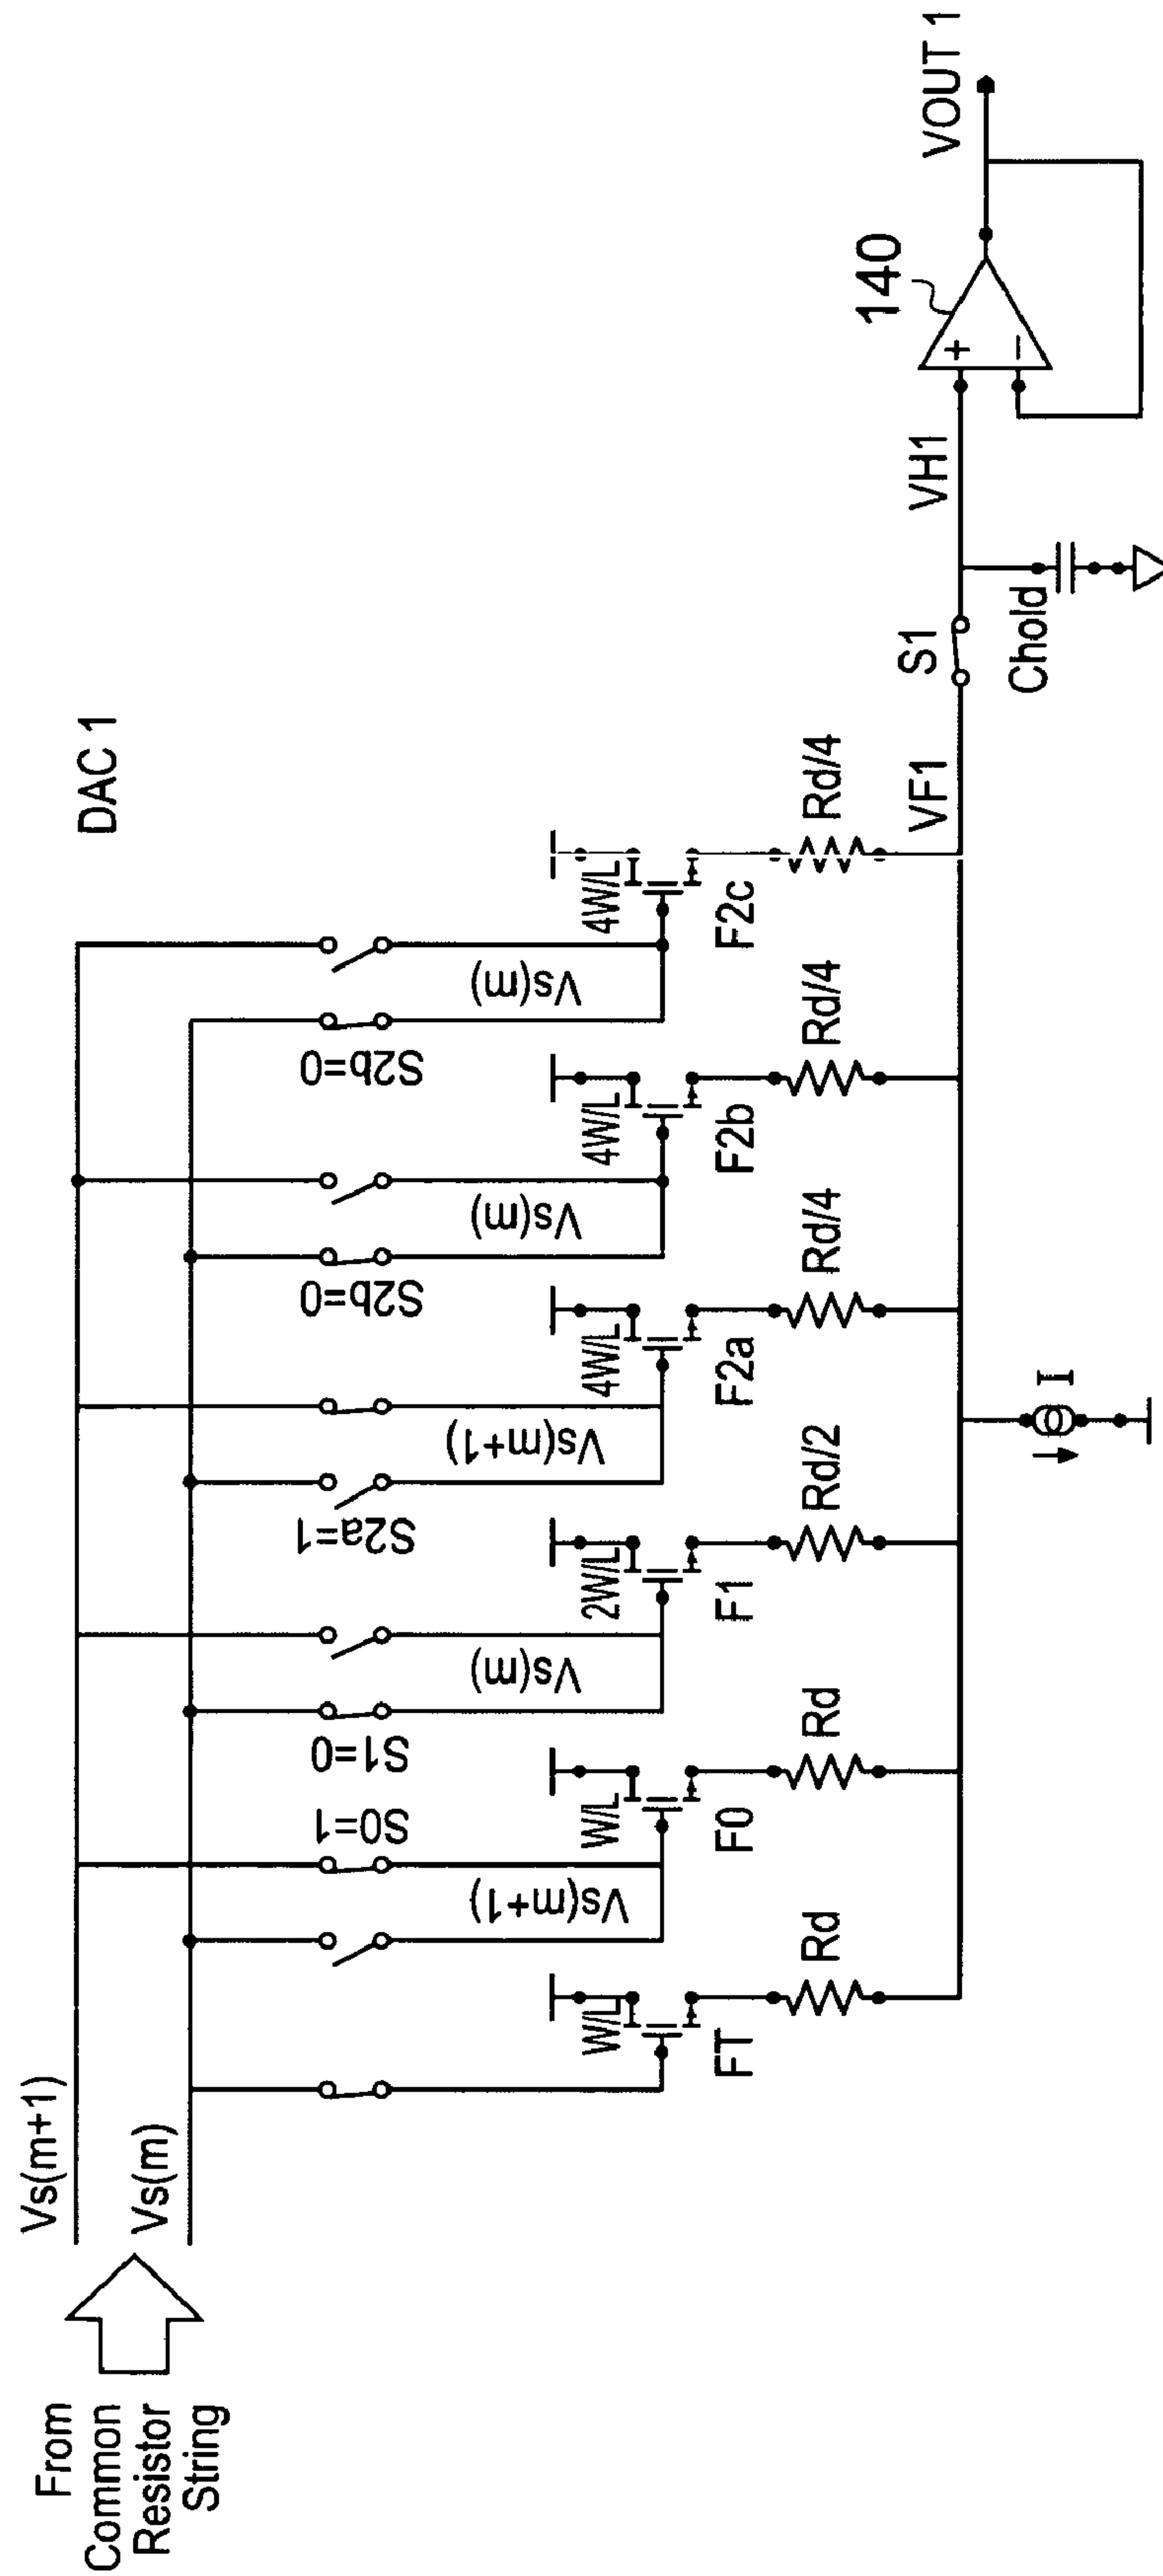 From
Common
Resistor
String
Vs(m+1)
Vs(m)
DAC 1
S0=1
S1=0
S2a=1
S2b=0
S2b=0
Vs(m+1)
Vs(m)
Vs(m+1)
Vs(m)
Vs(m)
W/L
W/L
2W/L
4W/L
4W/L
4W/L
FT
F0
F1
F2a
F2b
F2c
Rd
Rd
Rd/2
Rd/4
Rd/4
Rd/4
I
VF1
S1
Chold
VH1
+
−
140
VOUT 1